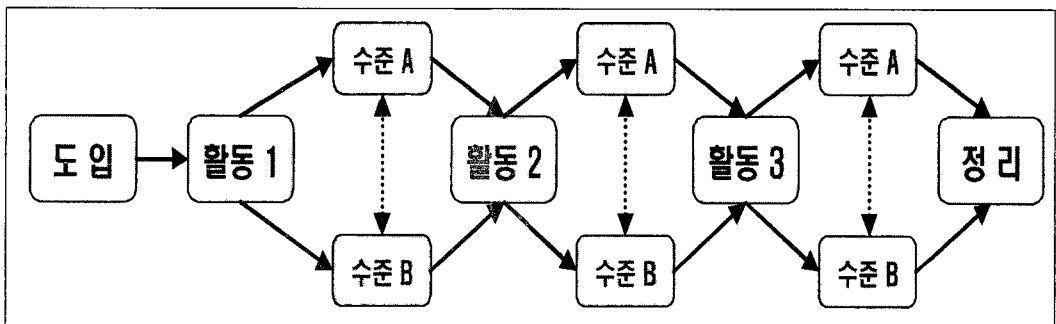 수준 A 수준 A 수준 A
도 입 활동 1 활동 2 활동 3 정 리
수준 B 수준 B 수준 B